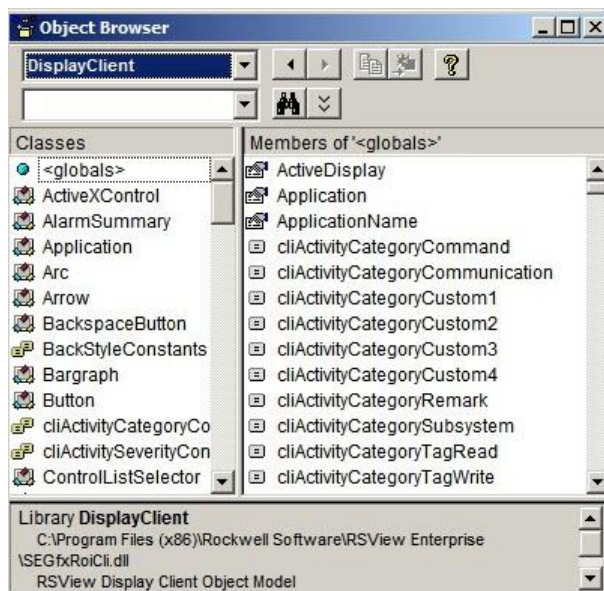 Object Browser
DisplayClient
Classes
<globals>
ActiveXControl
AlarmSummary
Application
Arc
Arrow
BackspaceButton
BackStyleConstants
Bargraph
Button
cliActivityCategoryCo
cliActivitySeverityCon
ControlListSelector
Members of '<globals>'
ActiveDisplay
Application
ApplicationName
cliActivityCategoryCommand
cliActivityCategoryCommunication
cliActivityCategoryCustom1
cliActivityCategoryCustom2
cliActivityCategoryCustom3
cliActivityCategoryCustom4
cliActivityCategoryRemark
cliActivityCategorySubsystem
cliActivityCategoryTagRead
cliActivityCategoryTagWrite
Library DisplayClient
C:\Program Files (x86)\Rockwell Software\RSView Enterprise
\SEGfxRoiCli.dll
RSView Display Client Object Model